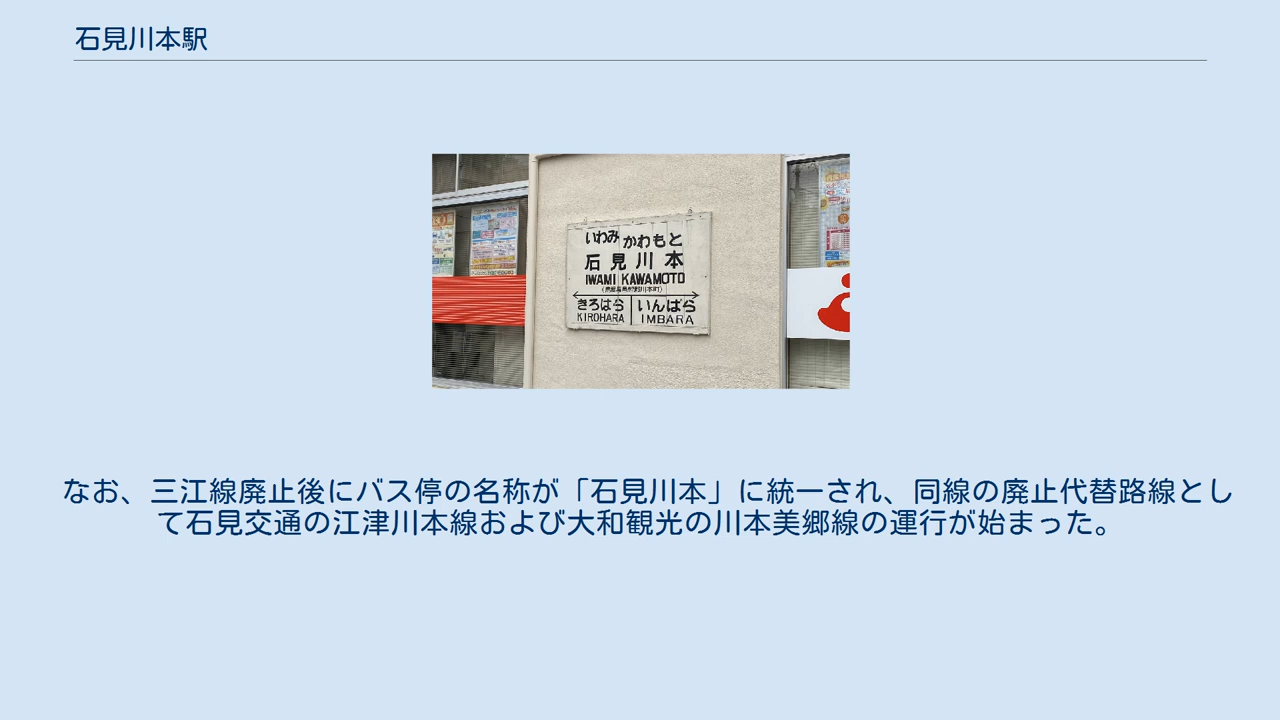 石見川本駅
いわみ かわもと
石見川本
IWAMI KAWAMOTO
きろはら いんばら
KIROHARA IMBARA
なお、三江線廃止後にバス停の名称が「石見川本」に統一され、同線の廃止代替路線とし
て石見交通の江津川本線および大和観光の川本美郷線の運行が始まった。